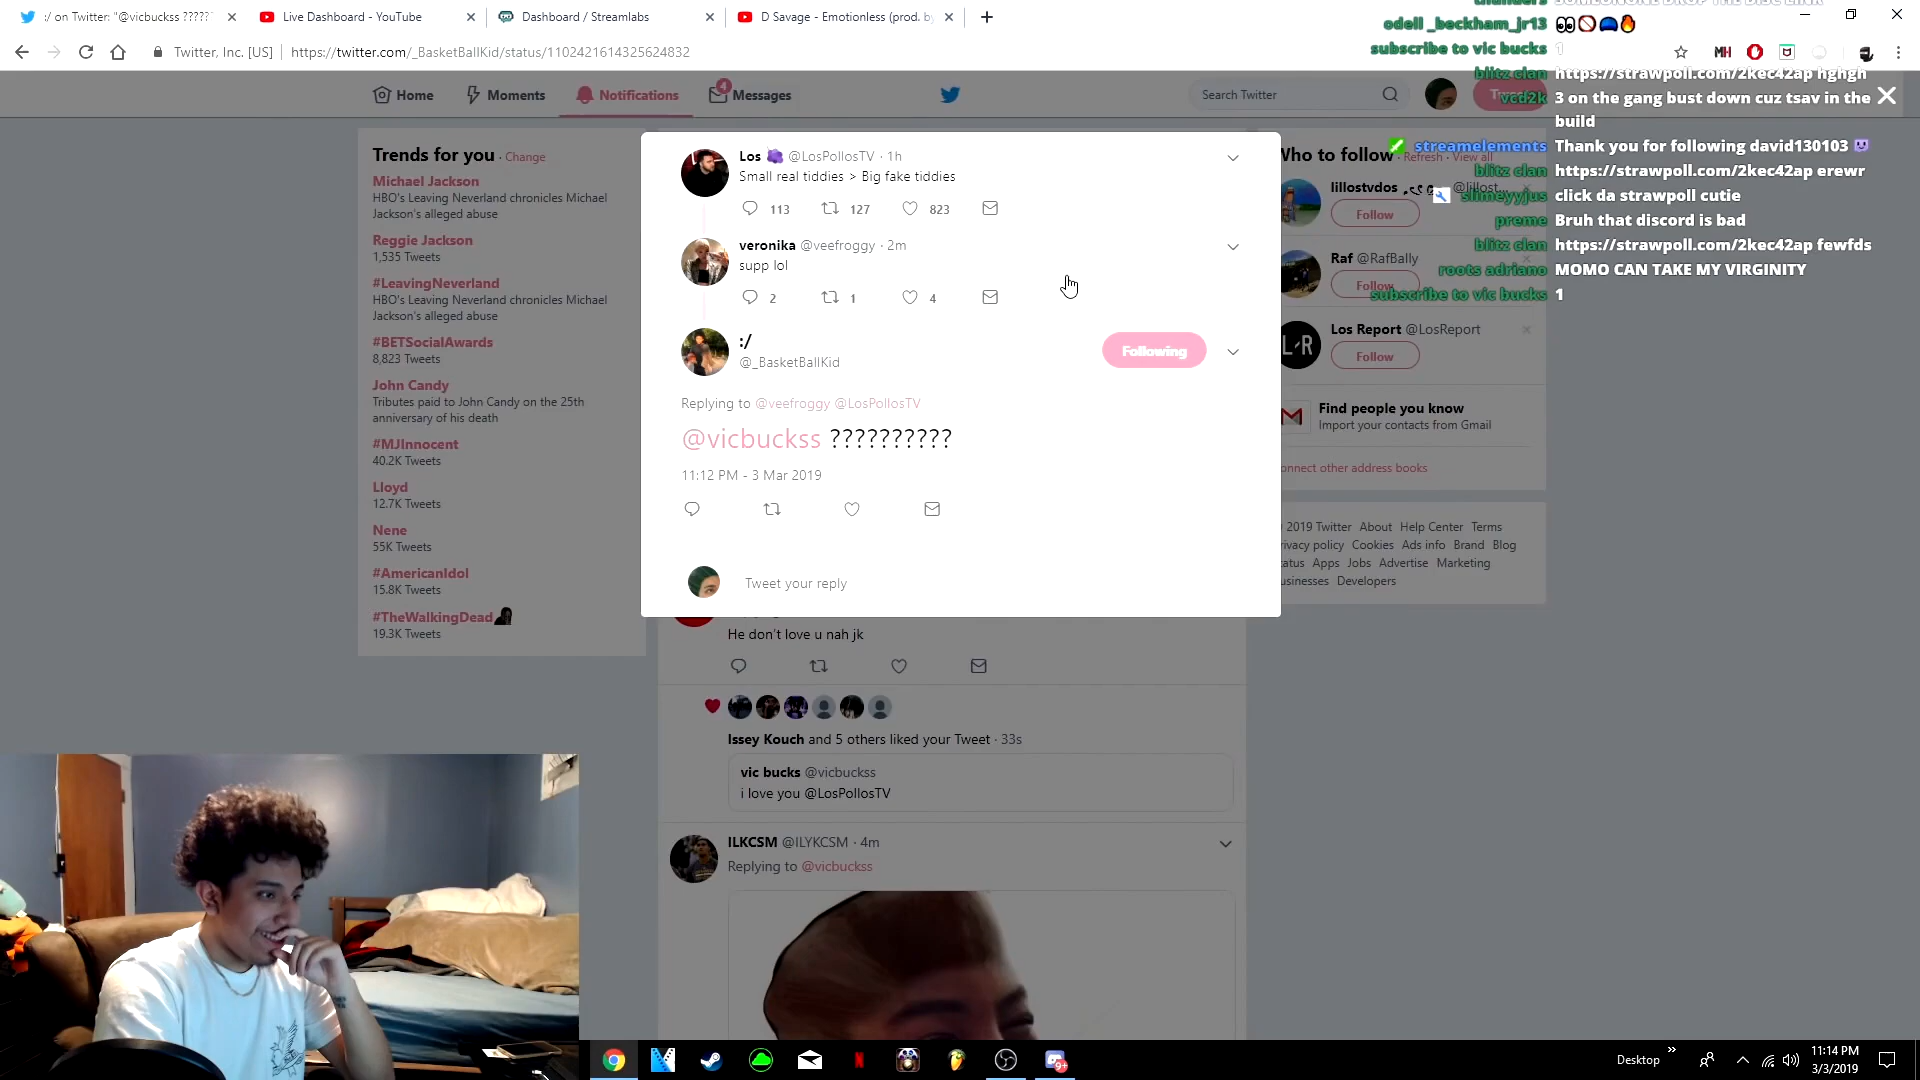 :/ on Twitter: "@vicbuckss ?????
Live Dashboard - YouTube
Dashboard / Streamlabs
D Savage - Emotionless (prod. by
Twitter, Inc. [US]
https://twitter.com/_BasketBallKid/status/1102421614325624832
Home
Moments
Notifications
4
Messages
Search Twitter
Trends for you · Change
Michael Jackson
HBO's Leaving Neverland chronicles Michael
Jackson's alleged abuse
Reggie Jackson
1,535 Tweets
#LeavingNeverland
HBO's Leaving Neverland chronicles Michael
Jackson's alleged abuse
#BETSocialAwards
8,823 Tweets
John Candy
Tributes paid to John Candy on the 25th
anniversary of his death
#MJInnocent
40.2K Tweets
Lloyd
12.7K Tweets
Nene
55K Tweets
#AmericanIdol
15.8K Tweets
#TheWalkingDead
19.3K Tweets
Los @LosPollosTV · 1h
Small real tiddies > Big fake tiddies
113 127 823
veronika @veefroggy · 2m
supp lol
2 1 4
:/
@_BasketBallKid
Following
Replying to @veefroggy @LosPollosTV
@vicbuckss ??????????
11:12 PM - 3 Mar 2019
Tweet your reply
He don't love u nah jk
Issey Kouch and 5 others liked your Tweet · 33s
vic bucks @vicbuckss
i love you @LosPollosTV
ILKCSM @ILYKCSM · 4m
Replying to @vicbuckss
Who to follow · Refresh · View all
lillostvdos
Follow
Raf @RafBally
Follow
Los Report @LosReport
Follow
Find people you know
Import your contacts from Gmail
onnect other address books
2019 Twitter About Help Center Terms
rivacy policy Cookies Ads info Brand Blog
tatus Apps Jobs Advertise Marketing
usinesses Developers
odell _beckham_jr13
subscribe to vic bucks 1
blitz clan https://strawpoll.com/2kec42ap hghgh
vcd2k 3 on the gang bust down cuz tsav in the
build
streamelements Thank you for following david130103
blitz clan https://strawpoll.com/2kec42ap erewr
slimeyyjus click da strawpoll cutie
preme Bruh that discord is bad
blitz clan https://strawpoll.com/2kec42ap fewfds
roots adriano MOMO CAN TAKE MY VIRGINITY
subscribe to vic bucks 1
MH
9+
Desktop
11:14 PM
3/3/2019